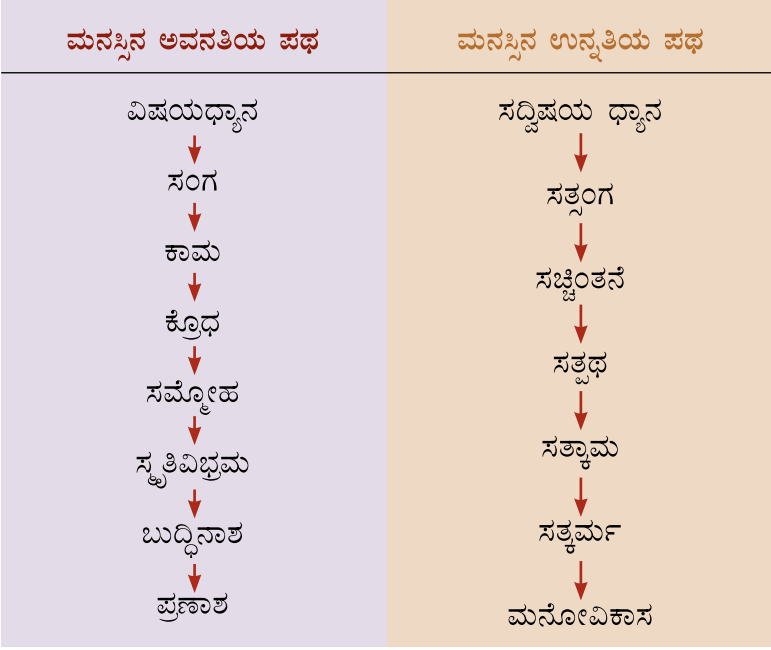 ಮನಸ್ಸಿನ ಅವನತಿಯ ಪಥ
ವಿಷಯಧ್ಯಾನ
ಸಂಗ
ಕಾಮ
ಕ್ರೊಧ
ಸಮ್ಮೋಹ
ಸ್ಮೃತಿವಿಭ್ರಮ
ಬುದ್ಧಿನಾಶ
ಪ್ರಣಾಶ
ಮನಸ್ಸಿನ ಉನ್ನತಿಯ ಪಥ
ಸದ್ವಿಷಯ ಧ್ಯಾನ
ಸತ್ಸಂಗ
ಸಚ್ಚಿಂತನೆ
ಸತ್ಪಥ
ಸತ್ಕಾಮ
ಸತ್ಕರ್ಮ
ಮನೋವಿಕಾಸ